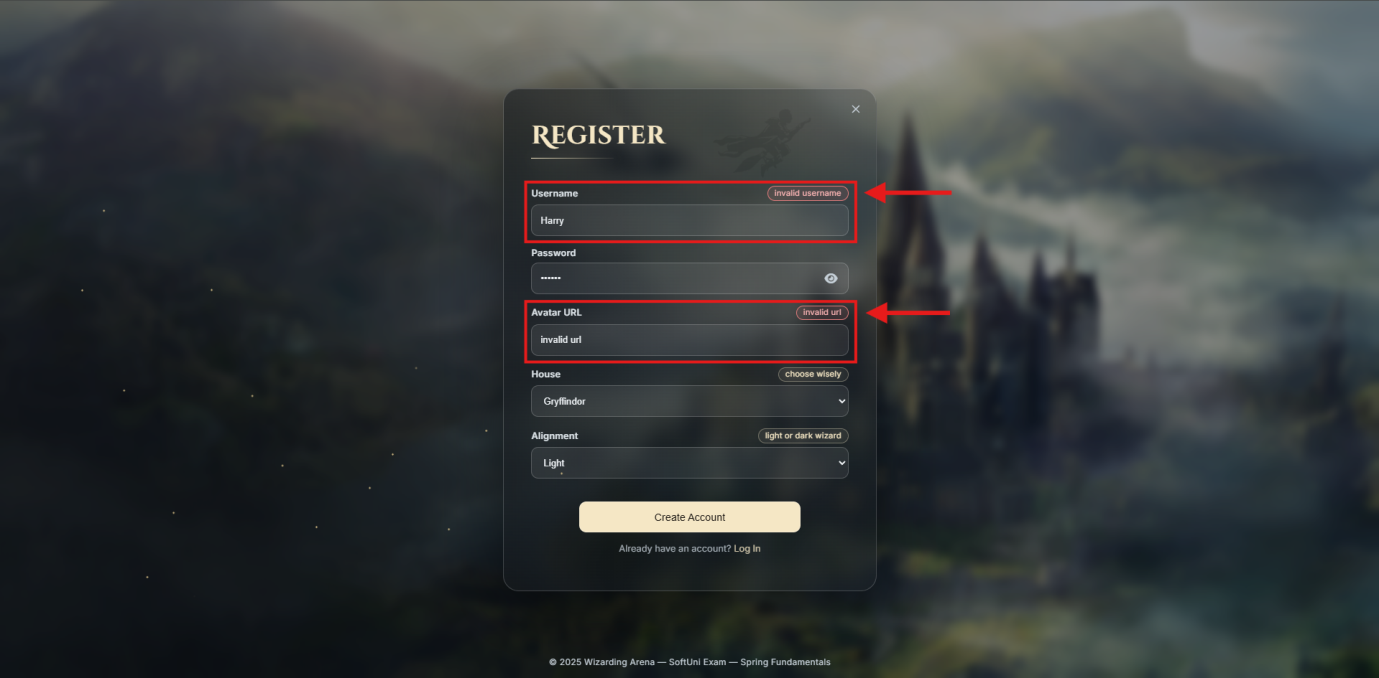 ×
REGISTER
Username invalid username
Harry
Password
••••••
Avatar URL invalid url
invalid url
House choose wisely
Gryffindor
Alignment light or dark wizard
Light
Create Account
Already have an account? Log In
© 2025 Wizarding Arena — SoftUni Exam — Spring Fundamentals